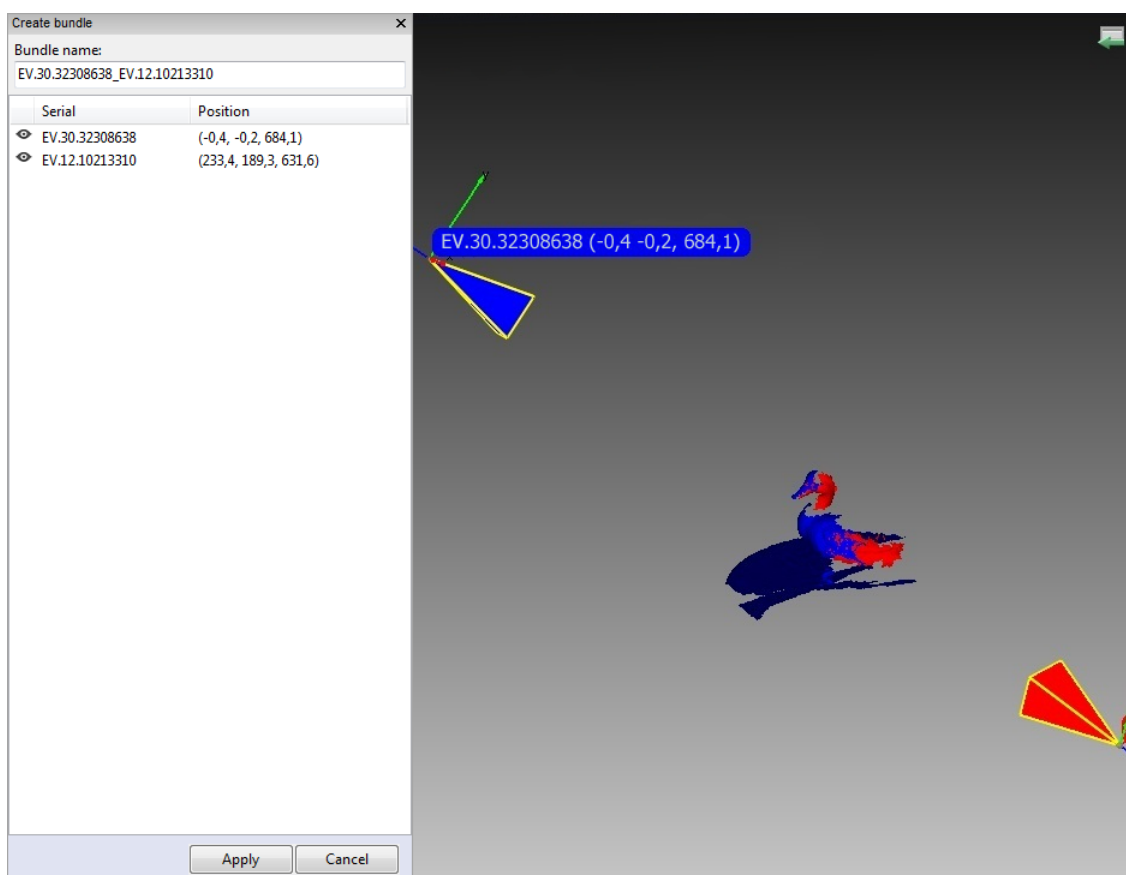 Create bundle
Bundle name:
EV.30.32308638_EV.12.10213310
Serial Position
EV.30.32308638 (-0,4, -0,2, 684,1)
EV.12.10213310 (233,4, 189,3, 631,6)
Apply Cancel
EV.30.32308638 (-0,4 -0,2, 684,1)